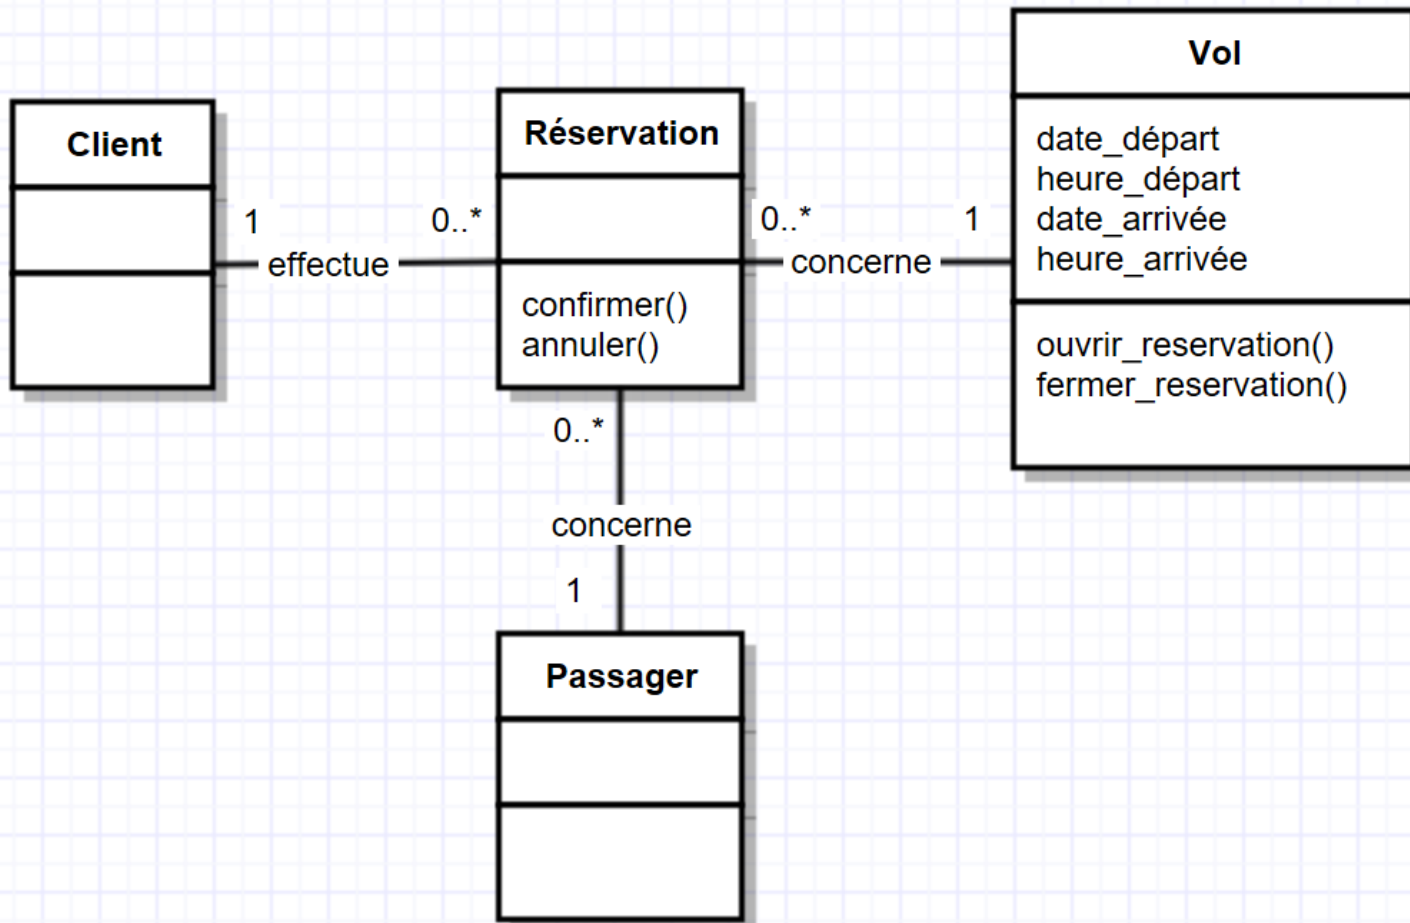 Client
1
effectue
0..*
Réservation
confirmer()
annuler()
0..*
concerne
1
Vol
date_départ
heure_départ
date_arrivée
heure_arrivée
ouvrir_reservation()
fermer_reservation()
0..*
concerne
1
Passager